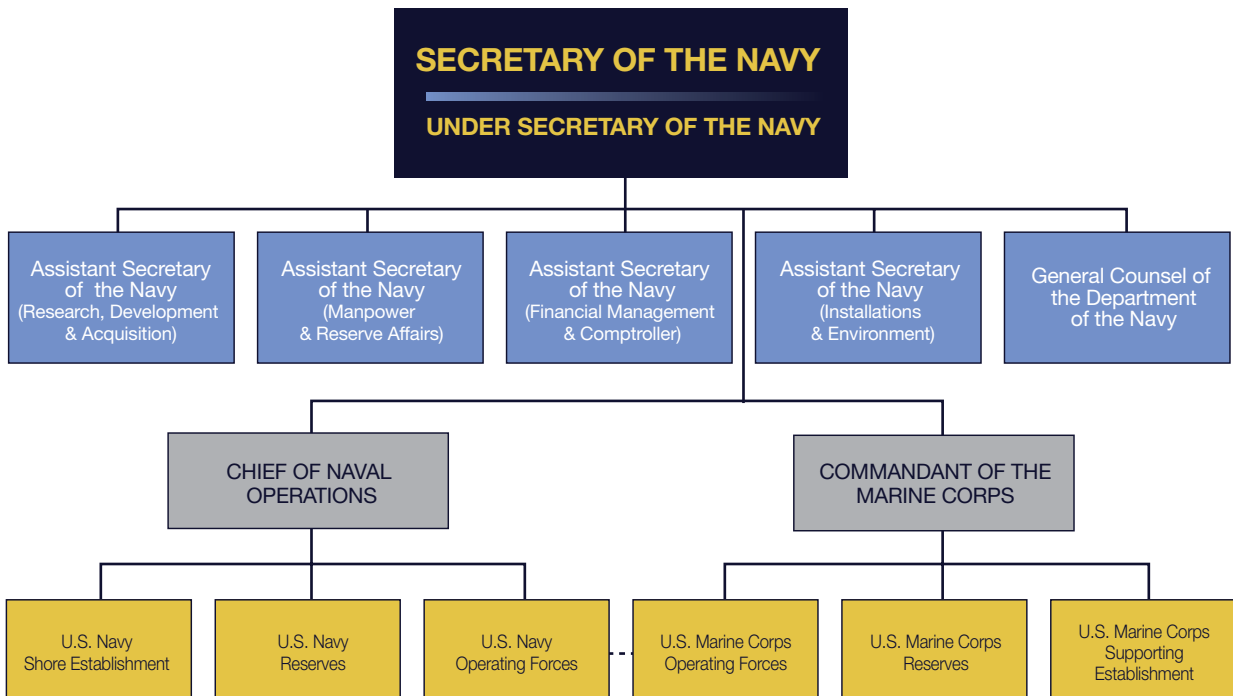 SECRETARY OF THE NAVY
UNDER SECRETARY OF THE NAVY
Assistant Secretary
of the Navy
(Research, Development
& Acquisition)
Assistant Secretary
of the Navy
(Manpower
& Reserve Affairs)
Assistant Secretary
of the Navy
(Financial Management
& Comptroller)
Assistant Secretary
of the Navy
(Installations
& Environment)
General Counsel of
the Department
of the Navy
CHIEF OF NAVAL
OPERATIONS
COMMANDANT OF THE
MARINE CORPS
U.S. Navy
Shore Establishment
U.S. Navy
Reserves
U.S. Navy
Operating Forces
U.S. Marine Corps
Operating Forces
U.S. Marine Corps
Reserves
U.S. Marine Corps
Supporting
Establishment